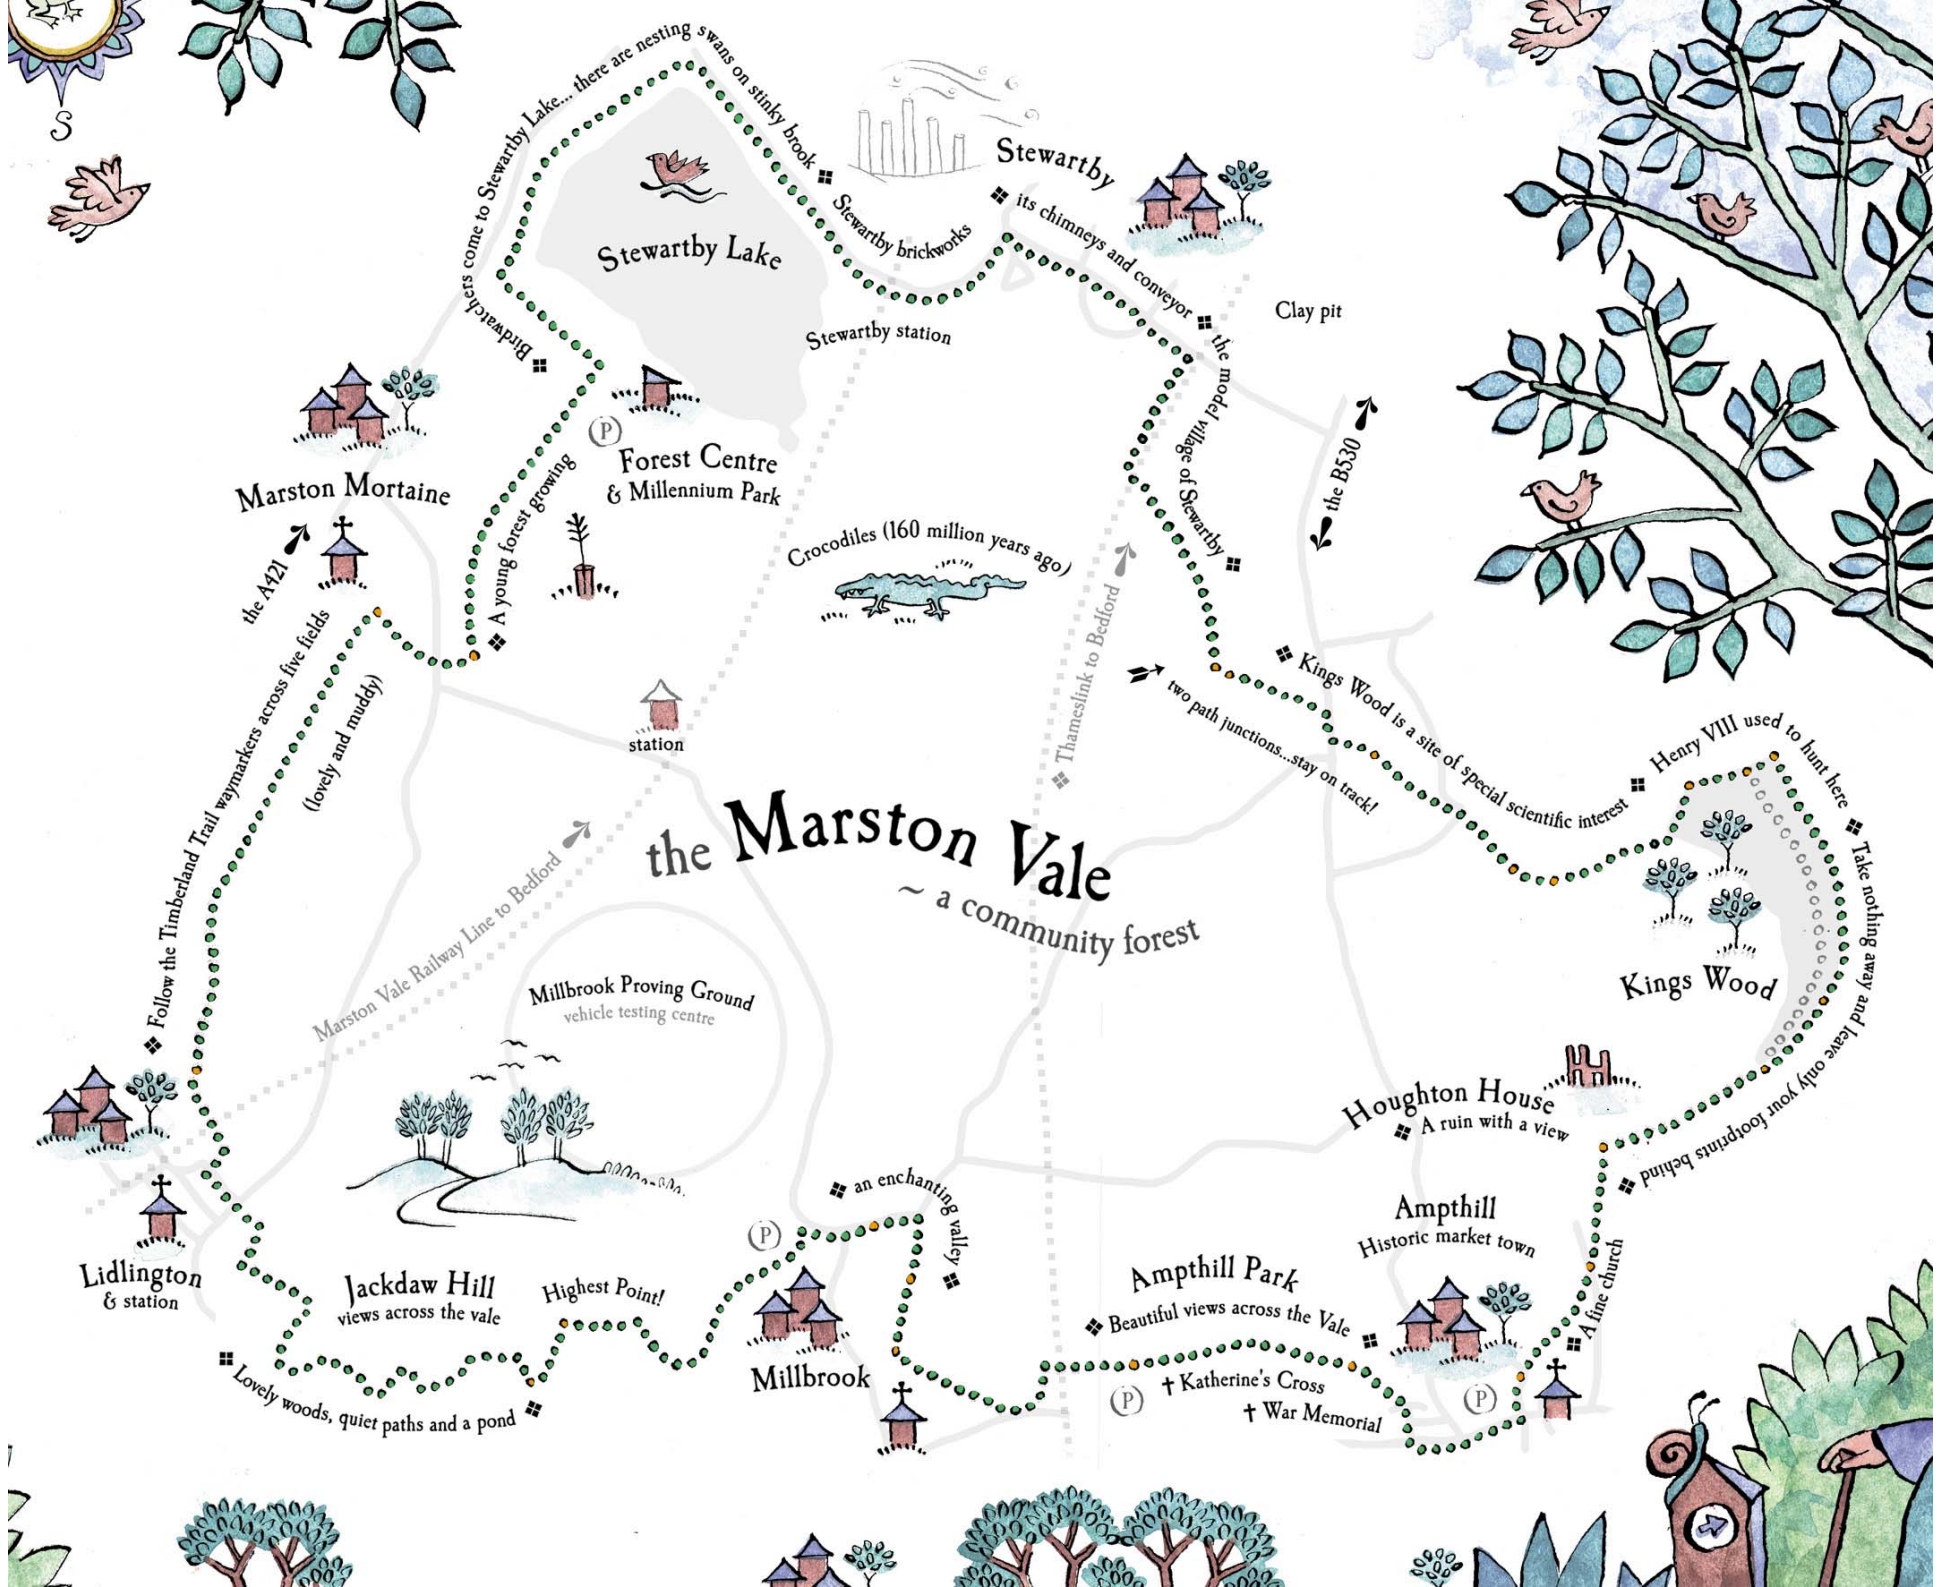 S
Birdwatchers come to Stewartby Lake... there are nesting swans on stinky brook
Stewartby brickworks
Stewartby
its chimneys and conveyor
the model village of Stewartby
Stewartby Lake
Stewartby station
Clay pit
the B530
P
Forest Centre
& Millennium Park
Marston Mortaine
the A421
A young forest growing
Crocodiles (160 million years ago)
Thameslink to Bedford
Follow the Timberland Trail waymarkers across five fields
(lovely and muddy)
station
two path junctions...stay on track!
Kings Wood is a site of special scientific interest
Henry VIII used to hunt here
Take nothing away and leave only your footprints behind
the Marston Vale
~ a community forest
Marston Vale Railway Line to Bedford
Millbrook Proving Ground
vehicle testing centre
Kings Wood
Houghton House
A ruin with a view
Ampthill
Historic market town
A fine church
an enchanting valley
P
Lidlington
& station
Jackdaw Hill
views across the vale
Highest Point!
Ampthill Park
Beautiful views across the Vale
Millbrook
P
Katherine's Cross
War Memorial
P
Lovely woods, quiet paths and a pond